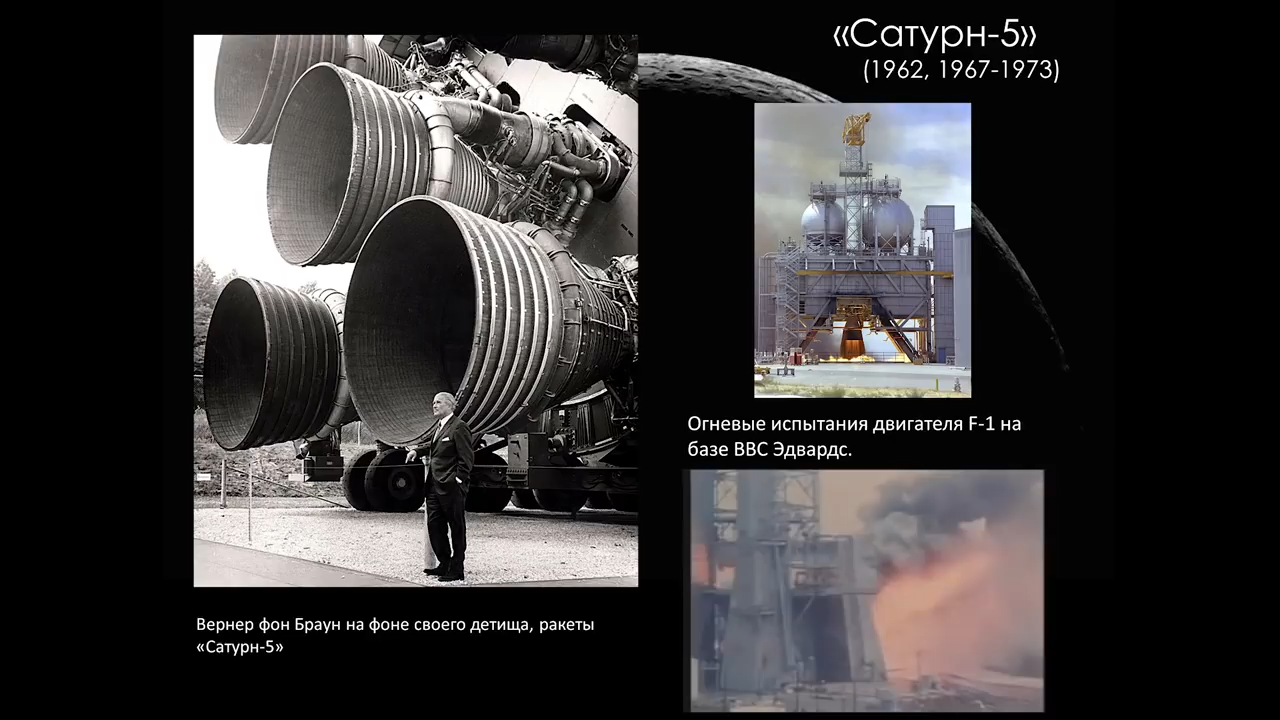 «Сатурн-5»
(1962, 1967-1973)
Огневые испытания двигателя F-1 на
базе ВВС Эдвардс.
Вернер фон Браун на фоне своего детища, ракеты
«Сатурн-5»